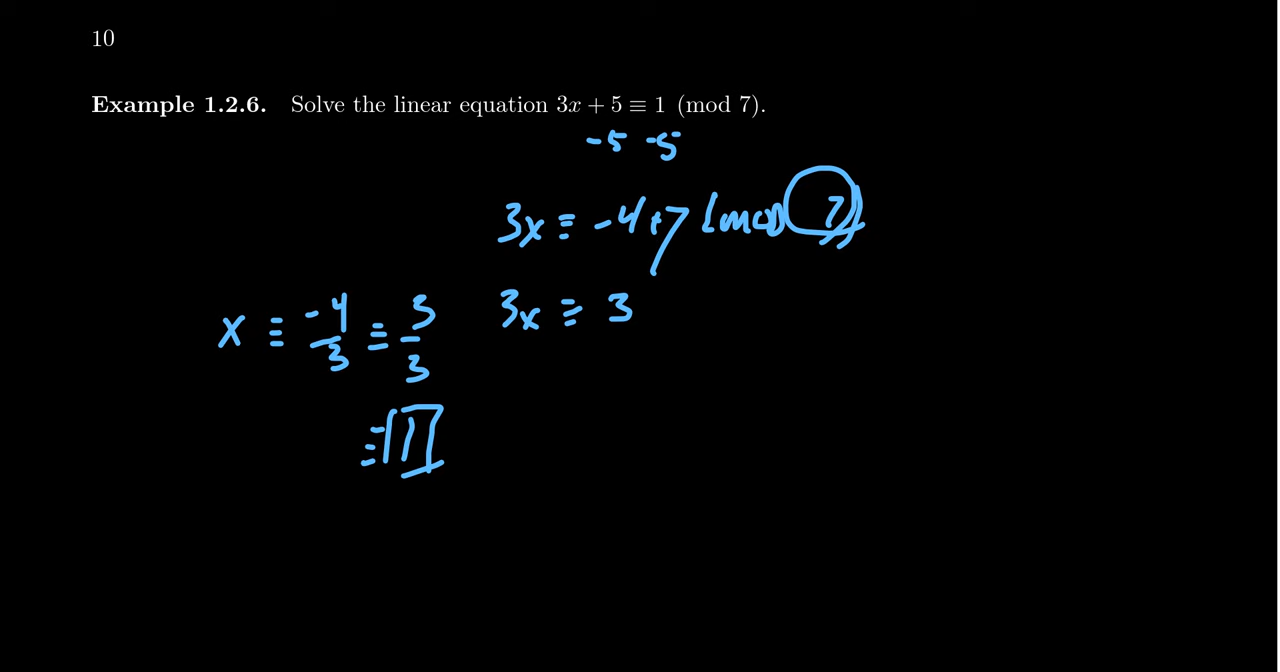 10
Example 1.2.6. Solve the linear equation 3x + 5 ≡ 1 (mod 7).
-5 -5
3x ≡ -4+7 (mod 7)
3x ≡ 3
x ≡ -4/3 ≡ 3/3
≡ 1